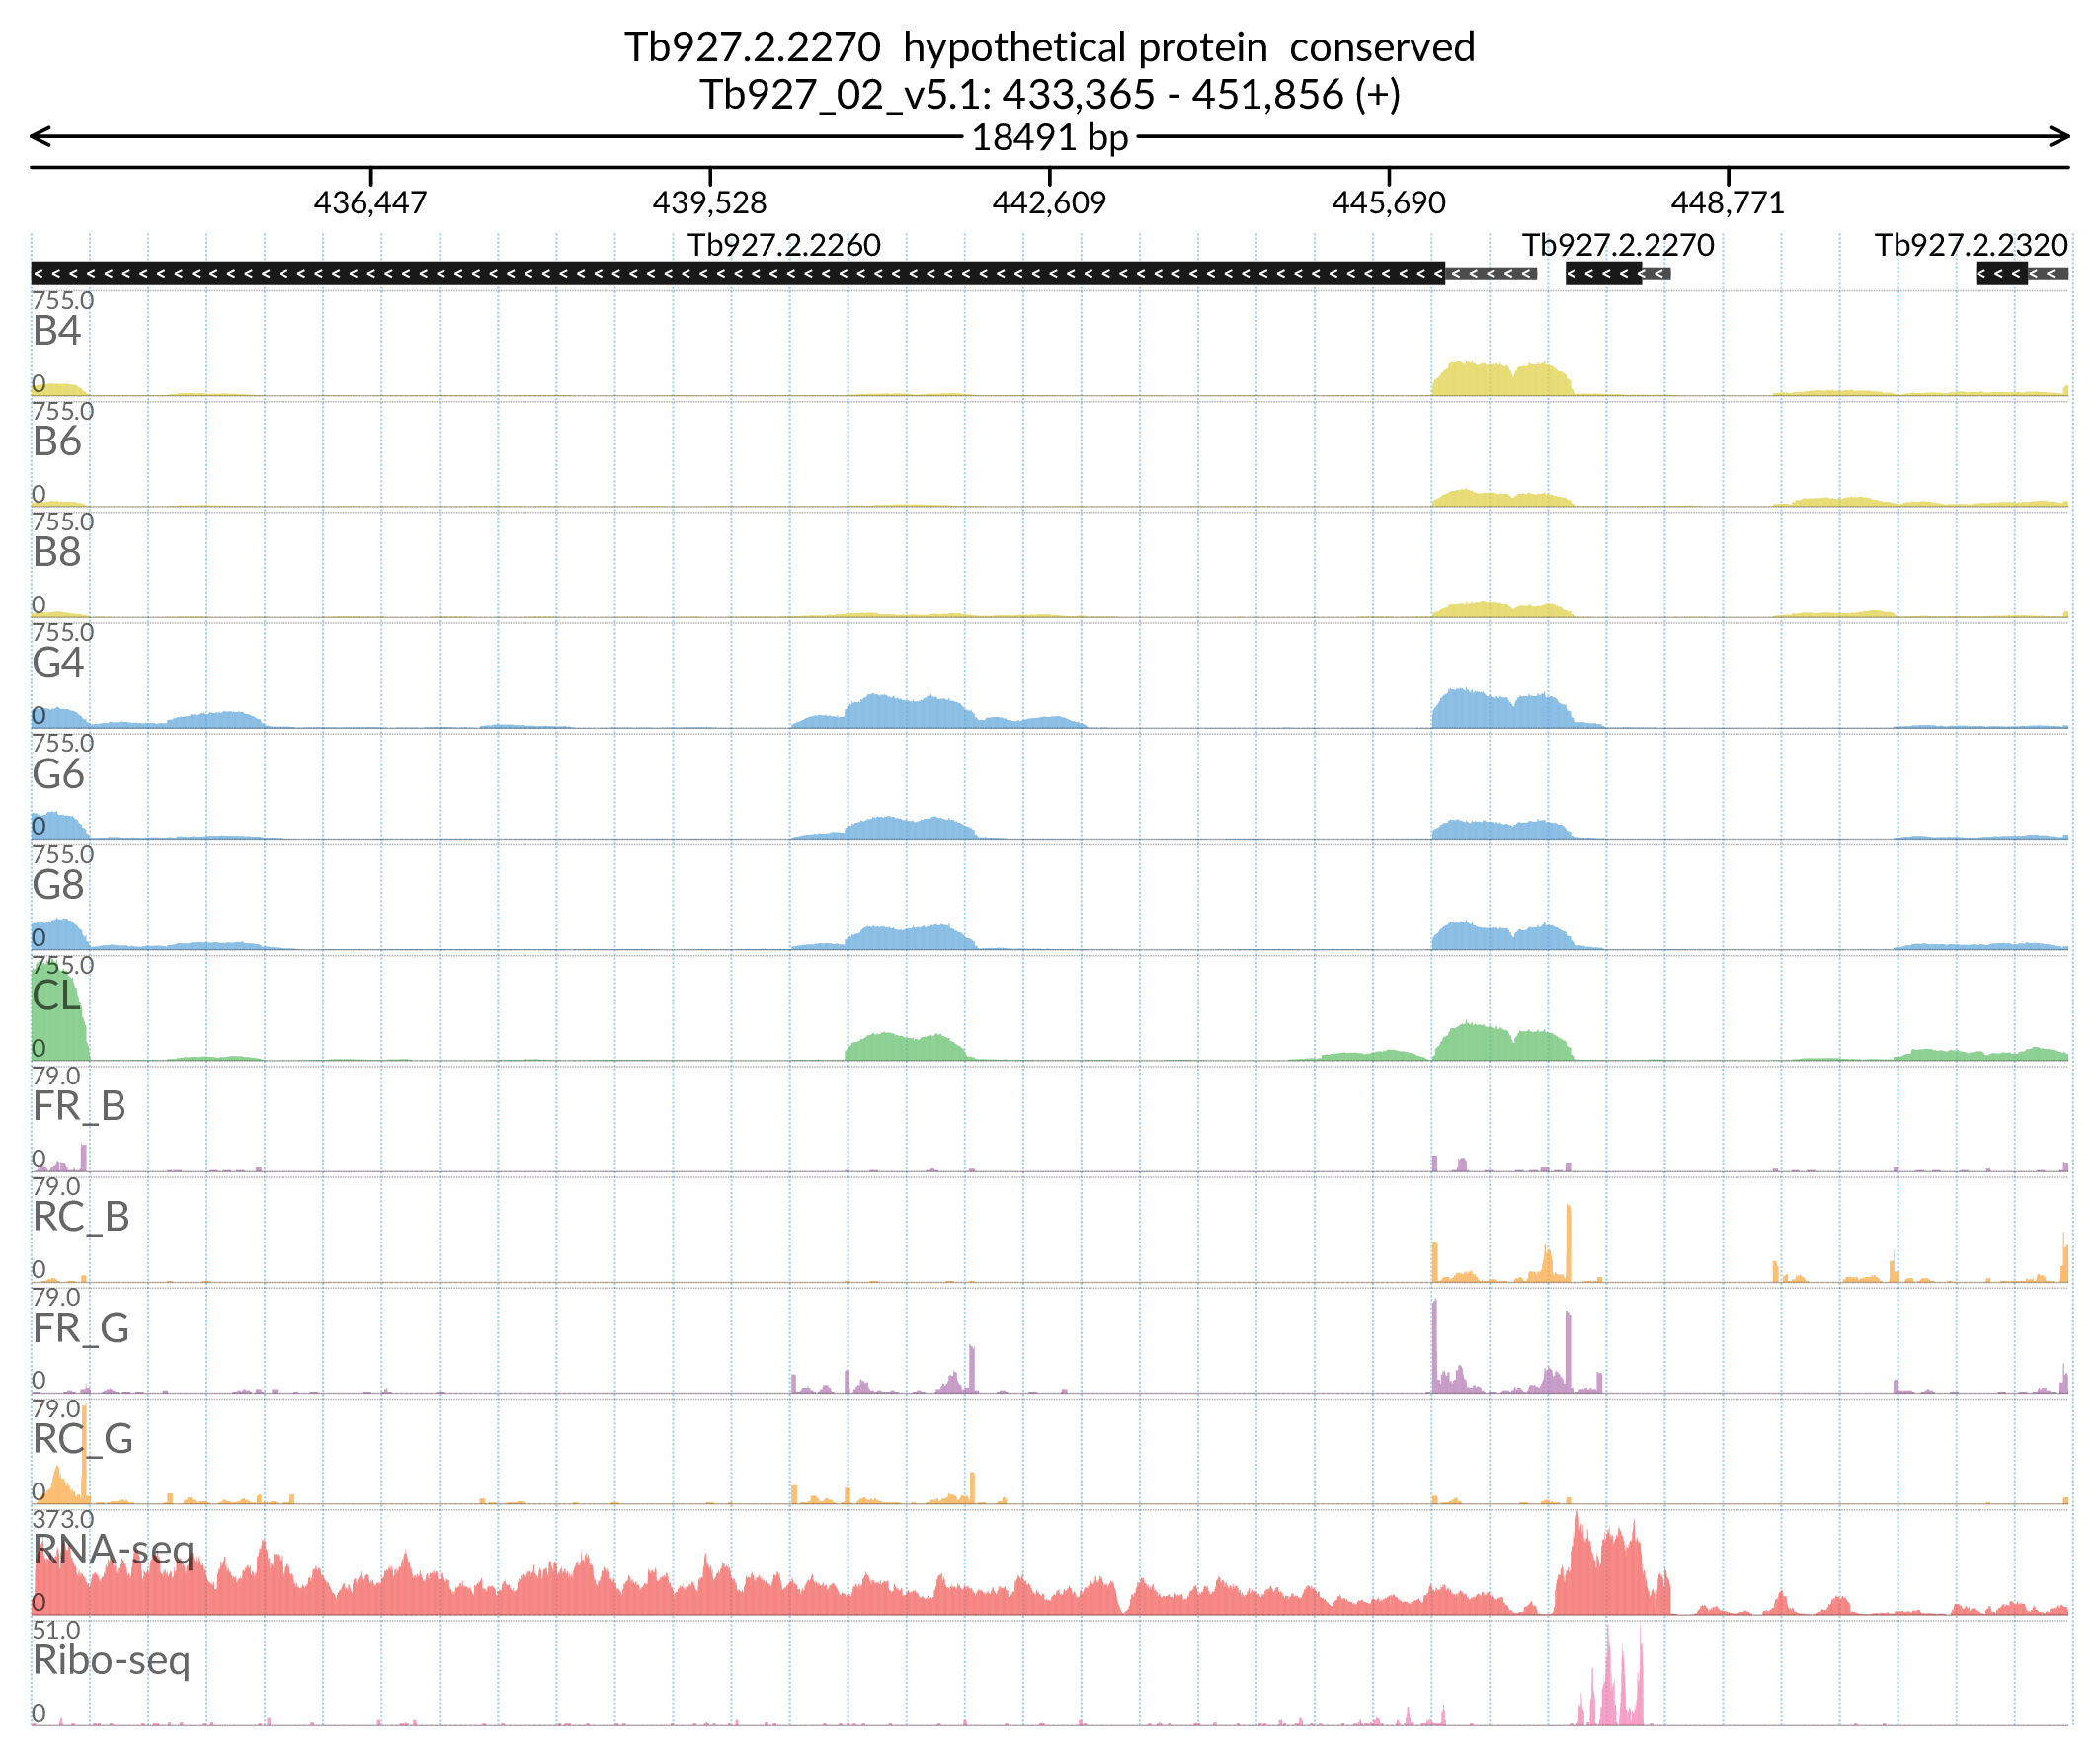 Tb927.2.2270 hypothetical protein conserved
Tb927_02_v5.1: 433,365 - 451,856 (+)
18491 bp
436,447 439,528 442,609 445,690 448,771
Tb927.2.2260 Tb927.2.2270 Tb927.2.2320
755.0
B4
0
755.0
B6
0
755.0
B8
0
755.0
G4
0
755.0
G6
0
755.0
G8
0
755.0
CL
0
79.0
FR_B
0
79.0
RC_B
0
79.0
FR_G
0
79.0
RC_G
0
373.0
RNA-seq
0
51.0
Ribo-seq
0